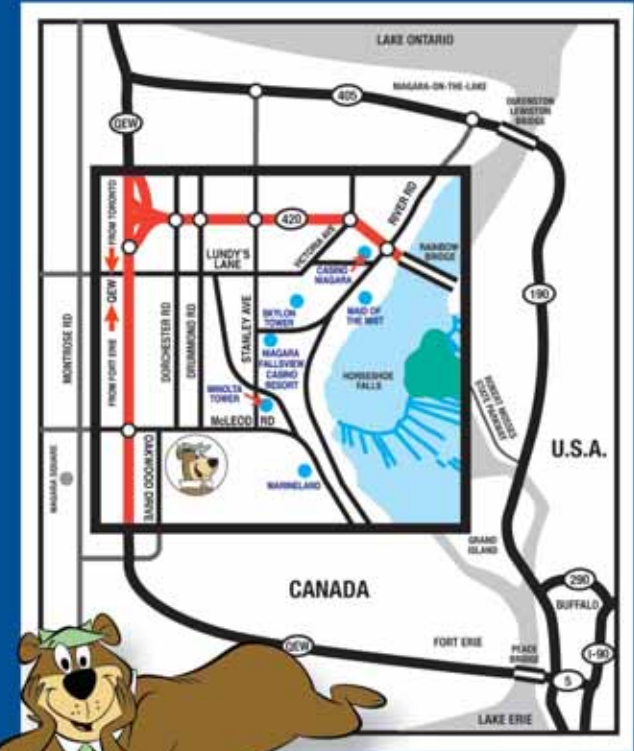 LAKE ONTARIO
405
NIAGARA-ON-THE-LAKE
QUEENSTON
LEWISTON
BRIDGE
QEW
FROM TORONTO
420
VICTORIA AVE
RIVER RD
RAINBOW
BRIDGE
LUNDY'S
LANE
CASINO
NIAGARA
QEW
190
MONTROSE RD
FROM FORT ERIE
DORCHESTER RD
DRUMMOND RD
STANLEY AVE
SKYLON
TOWER
MAID OF
THE MIST
NIAGARA
FALLSVIEW
CASINO
RESORT
HORSESHOE
FALLS
MINOLTA
TOWER
McLEOD RD
ROBERT MOSSES
STATE PARKWAY
U.S.A.
NIAGARA SQUARE
OAKWOOD DRIVE
MARINELAND
GRAND
ISLAND
CANADA
290
BUFFALO
QEW
FORT ERIE
PEACE
BRIDGE
I-90
5
LAKE ERIE